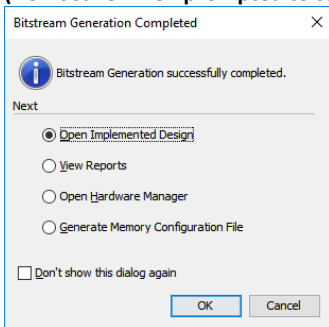 Bitstream Generation Completed
Bitstream Generation successfully completed.
Next
Open Implemented Design
View Reports
Open Hardware Manager
Generate Memory Configuration File
Don't show this dialog again
OK Cancel